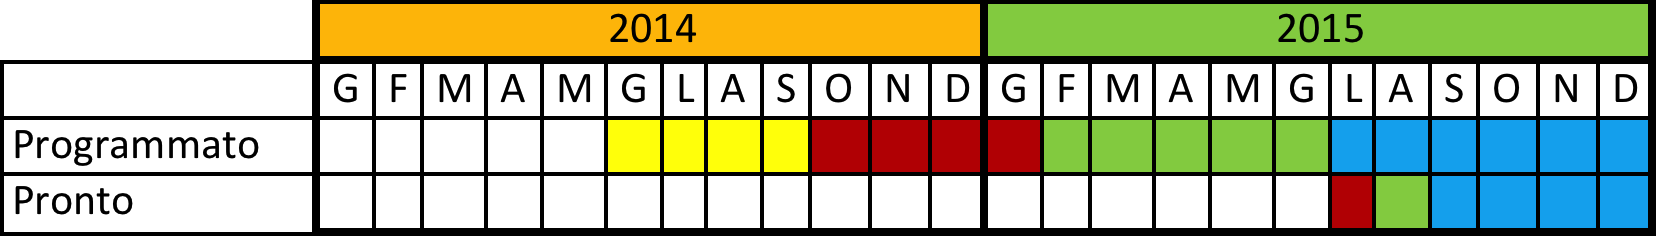 2014 2015
G F M A M G L A S O N D G F M A M G L A S O N D
Programmato
Pronto